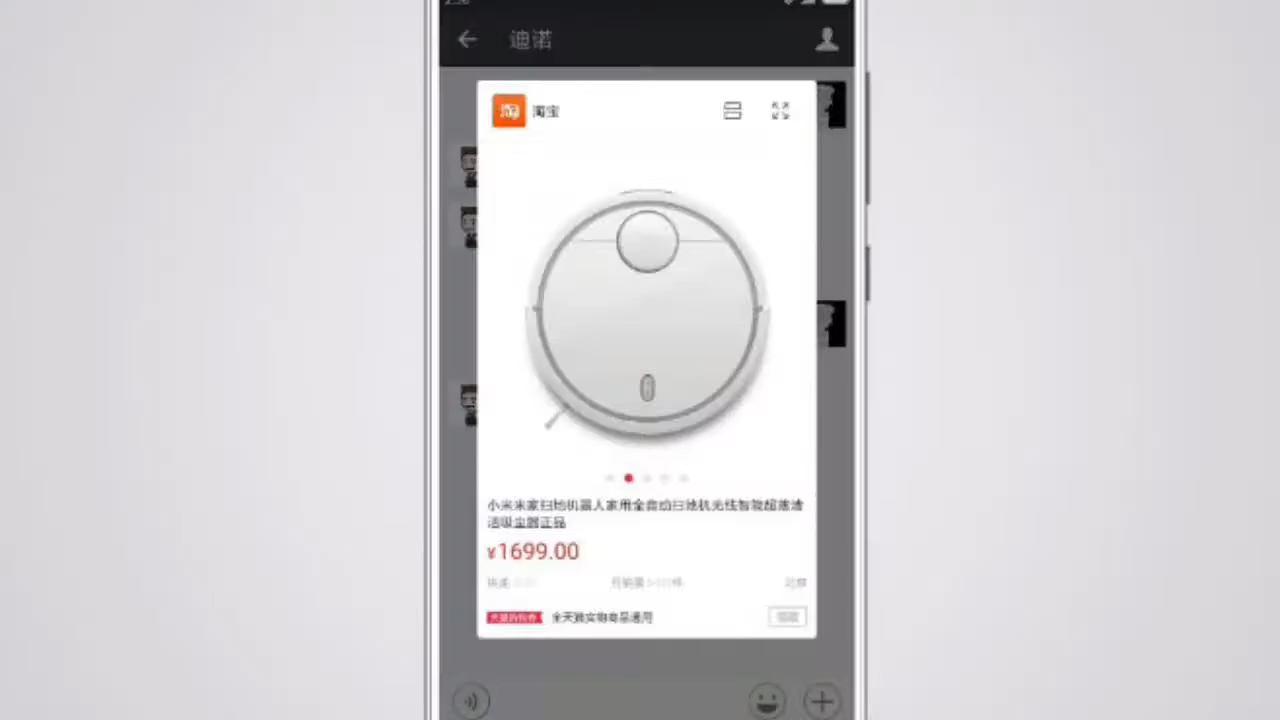 迪诺
淘
淘宝
小米米家扫地机器人家用全自动扫地机无线智能超薄清
洁吸尘器正品
¥1699.00
全天猫实物商品通用